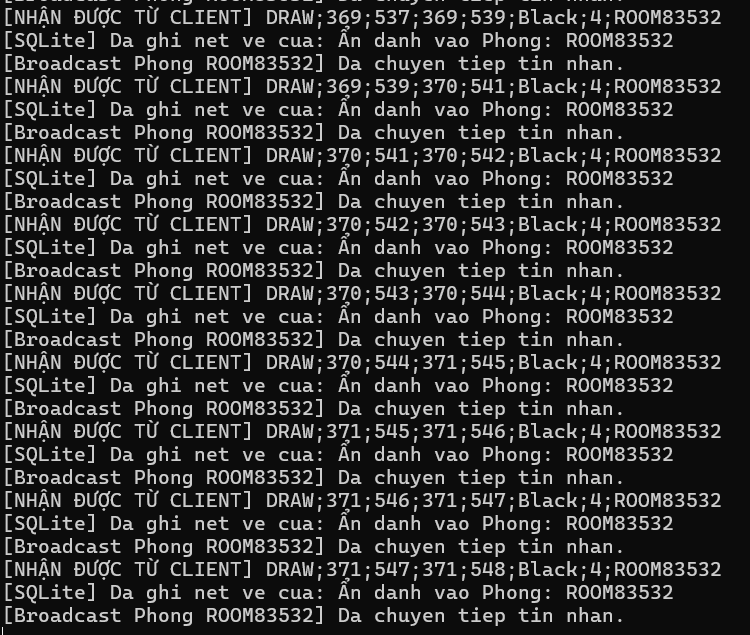 [NHẬN ĐƯỢC TỪ CLIENT] DRAW;369;537;369;539;Black;4;ROOM83532
[SQLite] Da ghi net ve cua: Ẩn danh vao Phong: ROOM83532
[Broadcast Phong ROOM83532] Da chuyen tiep tin nhan.
[NHẬN ĐƯỢC TỪ CLIENT] DRAW;369;539;370;541;Black;4;ROOM83532
[SQLite] Da ghi net ve cua: Ẩn danh vao Phong: ROOM83532
[Broadcast Phong ROOM83532] Da chuyen tiep tin nhan.
[NHẬN ĐƯỢC TỪ CLIENT] DRAW;370;541;370;542;Black;4;ROOM83532
[SQLite] Da ghi net ve cua: Ẩn danh vao Phong: ROOM83532
[Broadcast Phong ROOM83532] Da chuyen tiep tin nhan.
[NHẬN ĐƯỢC TỪ CLIENT] DRAW;370;542;370;543;Black;4;ROOM83532
[SQLite] Da ghi net ve cua: Ẩn danh vao Phong: ROOM83532
[Broadcast Phong ROOM83532] Da chuyen tiep tin nhan.
[NHẬN ĐƯỢC TỪ CLIENT] DRAW;370;543;370;544;Black;4;ROOM83532
[SQLite] Da ghi net ve cua: Ẩn danh vao Phong: ROOM83532
[Broadcast Phong ROOM83532] Da chuyen tiep tin nhan.
[NHẬN ĐƯỢC TỪ CLIENT] DRAW;370;544;371;545;Black;4;ROOM83532
[SQLite] Da ghi net ve cua: Ẩn danh vao Phong: ROOM83532
[Broadcast Phong ROOM83532] Da chuyen tiep tin nhan.
[NHẬN ĐƯỢC TỪ CLIENT] DRAW;371;545;371;546;Black;4;ROOM83532
[SQLite] Da ghi net ve cua: Ẩn danh vao Phong: ROOM83532
[Broadcast Phong ROOM83532] Da chuyen tiep tin nhan.
[NHẬN ĐƯỢC TỪ CLIENT] DRAW;371;546;371;547;Black;4;ROOM83532
[SQLite] Da ghi net ve cua: Ẩn danh vao Phong: ROOM83532
[Broadcast Phong ROOM83532] Da chuyen tiep tin nhan.
[NHẬN ĐƯỢC TỪ CLIENT] DRAW;371;547;371;548;Black;4;ROOM83532
[SQLite] Da ghi net ve cua: Ẩn danh vao Phong: ROOM83532
[Broadcast Phong ROOM83532] Da chuyen tiep tin nhan.